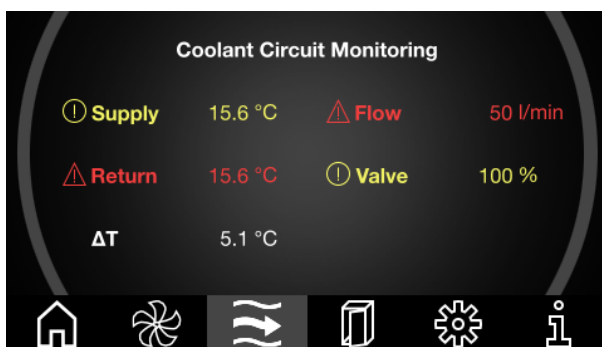 Coolant Circuit Monitoring
Supply 15.6 °C Flow 50 l/min
Return 15.6 °C Valve 100 %
ΔT 5.1 °C